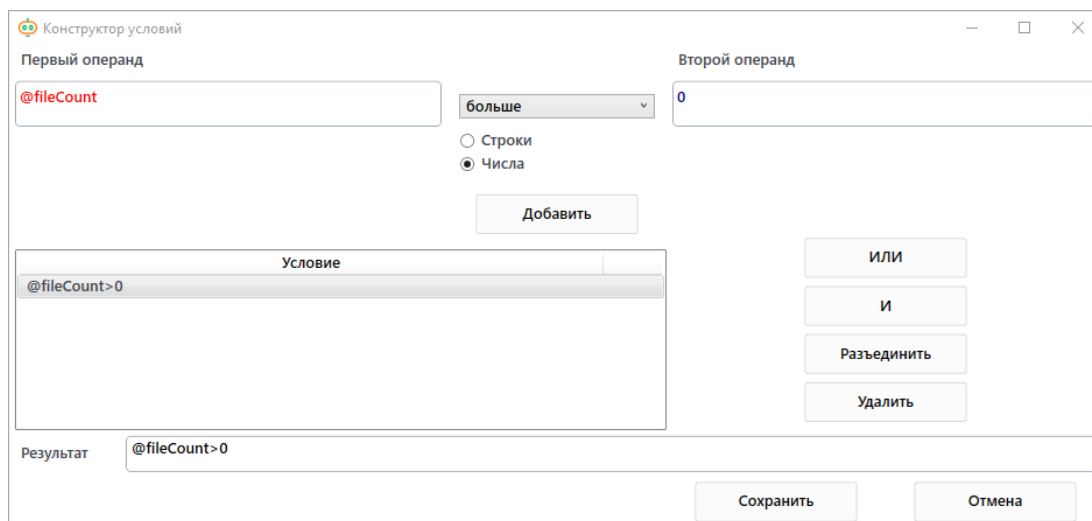 Конструктор условий
Первый операнд
Второй операнд
@fileCount
больше
0
Строки
Числа
Добавить
Условие
@fileCount>0
ИЛИ
И
Разъединить
Удалить
Результат
@fileCount>0
Сохранить
Отмена